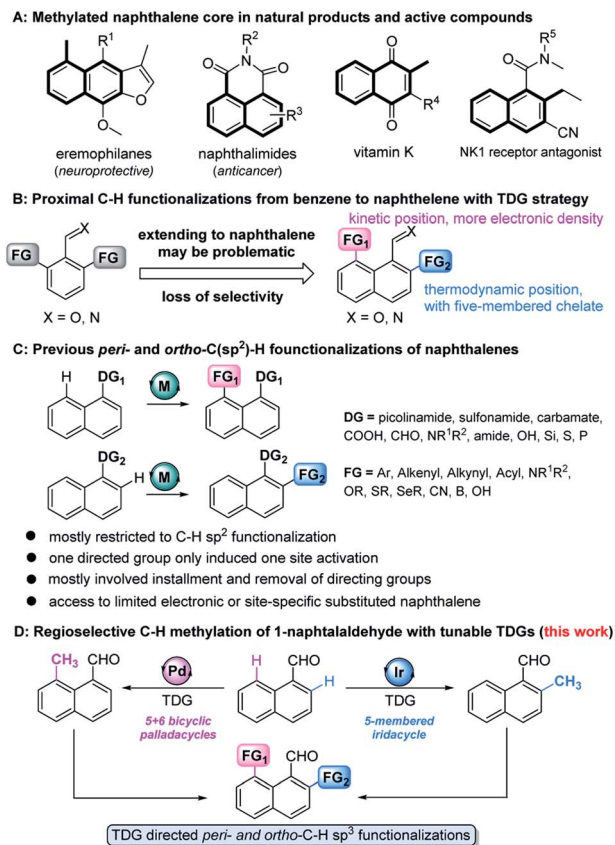 A: Methylated naphthalene core in natural products and active compounds
R1
O
O
eremophilanes
(neuroprotective)
R2
O N O
R3
naphthalimides
(anticancer)
O
R4
O
vitamin K
R5
O N
CN
NK1 receptor antagonist
B: Proximal C-H functionalizations from benzene to naphthelene with TDG strategy
X
FG FG
X = O, N
extending to naphthalene
may be problematic
loss of selectivity
kinetic position, more electronic density
FG1 X
FG2
thermodynamic position,
with five-membered chelate
X = O, N
C: Previous peri- and ortho-C(sp2)-H founctionalizations of naphthalenes
H DG1 M FG1 DG1
DG2 H M DG2 FG2
DG = picolinamide, sulfonamide, carbamate,
COOH, CHO, NR1R2, amide, OH, Si, S, P
FG = Ar, Alkenyl, Alkynyl, Acyl, NR1R2,
OR, SR, SeR, CN, B, OH
● mostly restricted to C-H sp2 functionalization
● one directed group only induced one site activation
● mostly involved installment and removal of directing groups
● access to limited electronic or site-specific substituted naphthalene
D: Regioselective C-H methylation of 1-naphtalaldehyde with tunable TDGs (this work)
CH3 CHO
Pd
TDG
5+6 bicyclic
palladacycles
H CHO
H
Ir
TDG
5-membered
iridacycle
CHO
CH3
FG1 CHO
FG2
TDG directed peri- and ortho-C-H sp3 functionalizations